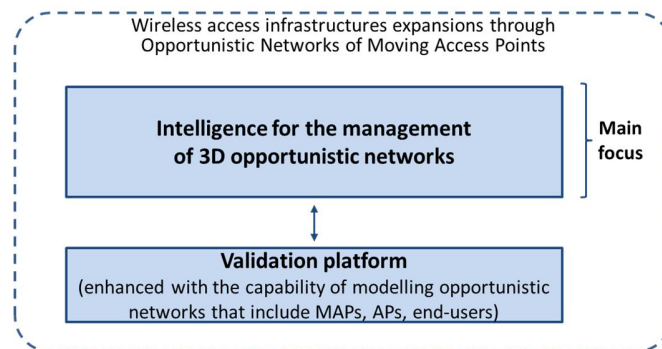 Wireless access infrastructures expansions through
Opportunistic Networks of Moving Access Points
Intelligence for the management
of 3D opportunistic networks
Main
focus
Validation platform
(enhanced with the capability of modelling opportunistic
networks that include MAPs, APs, end-users)